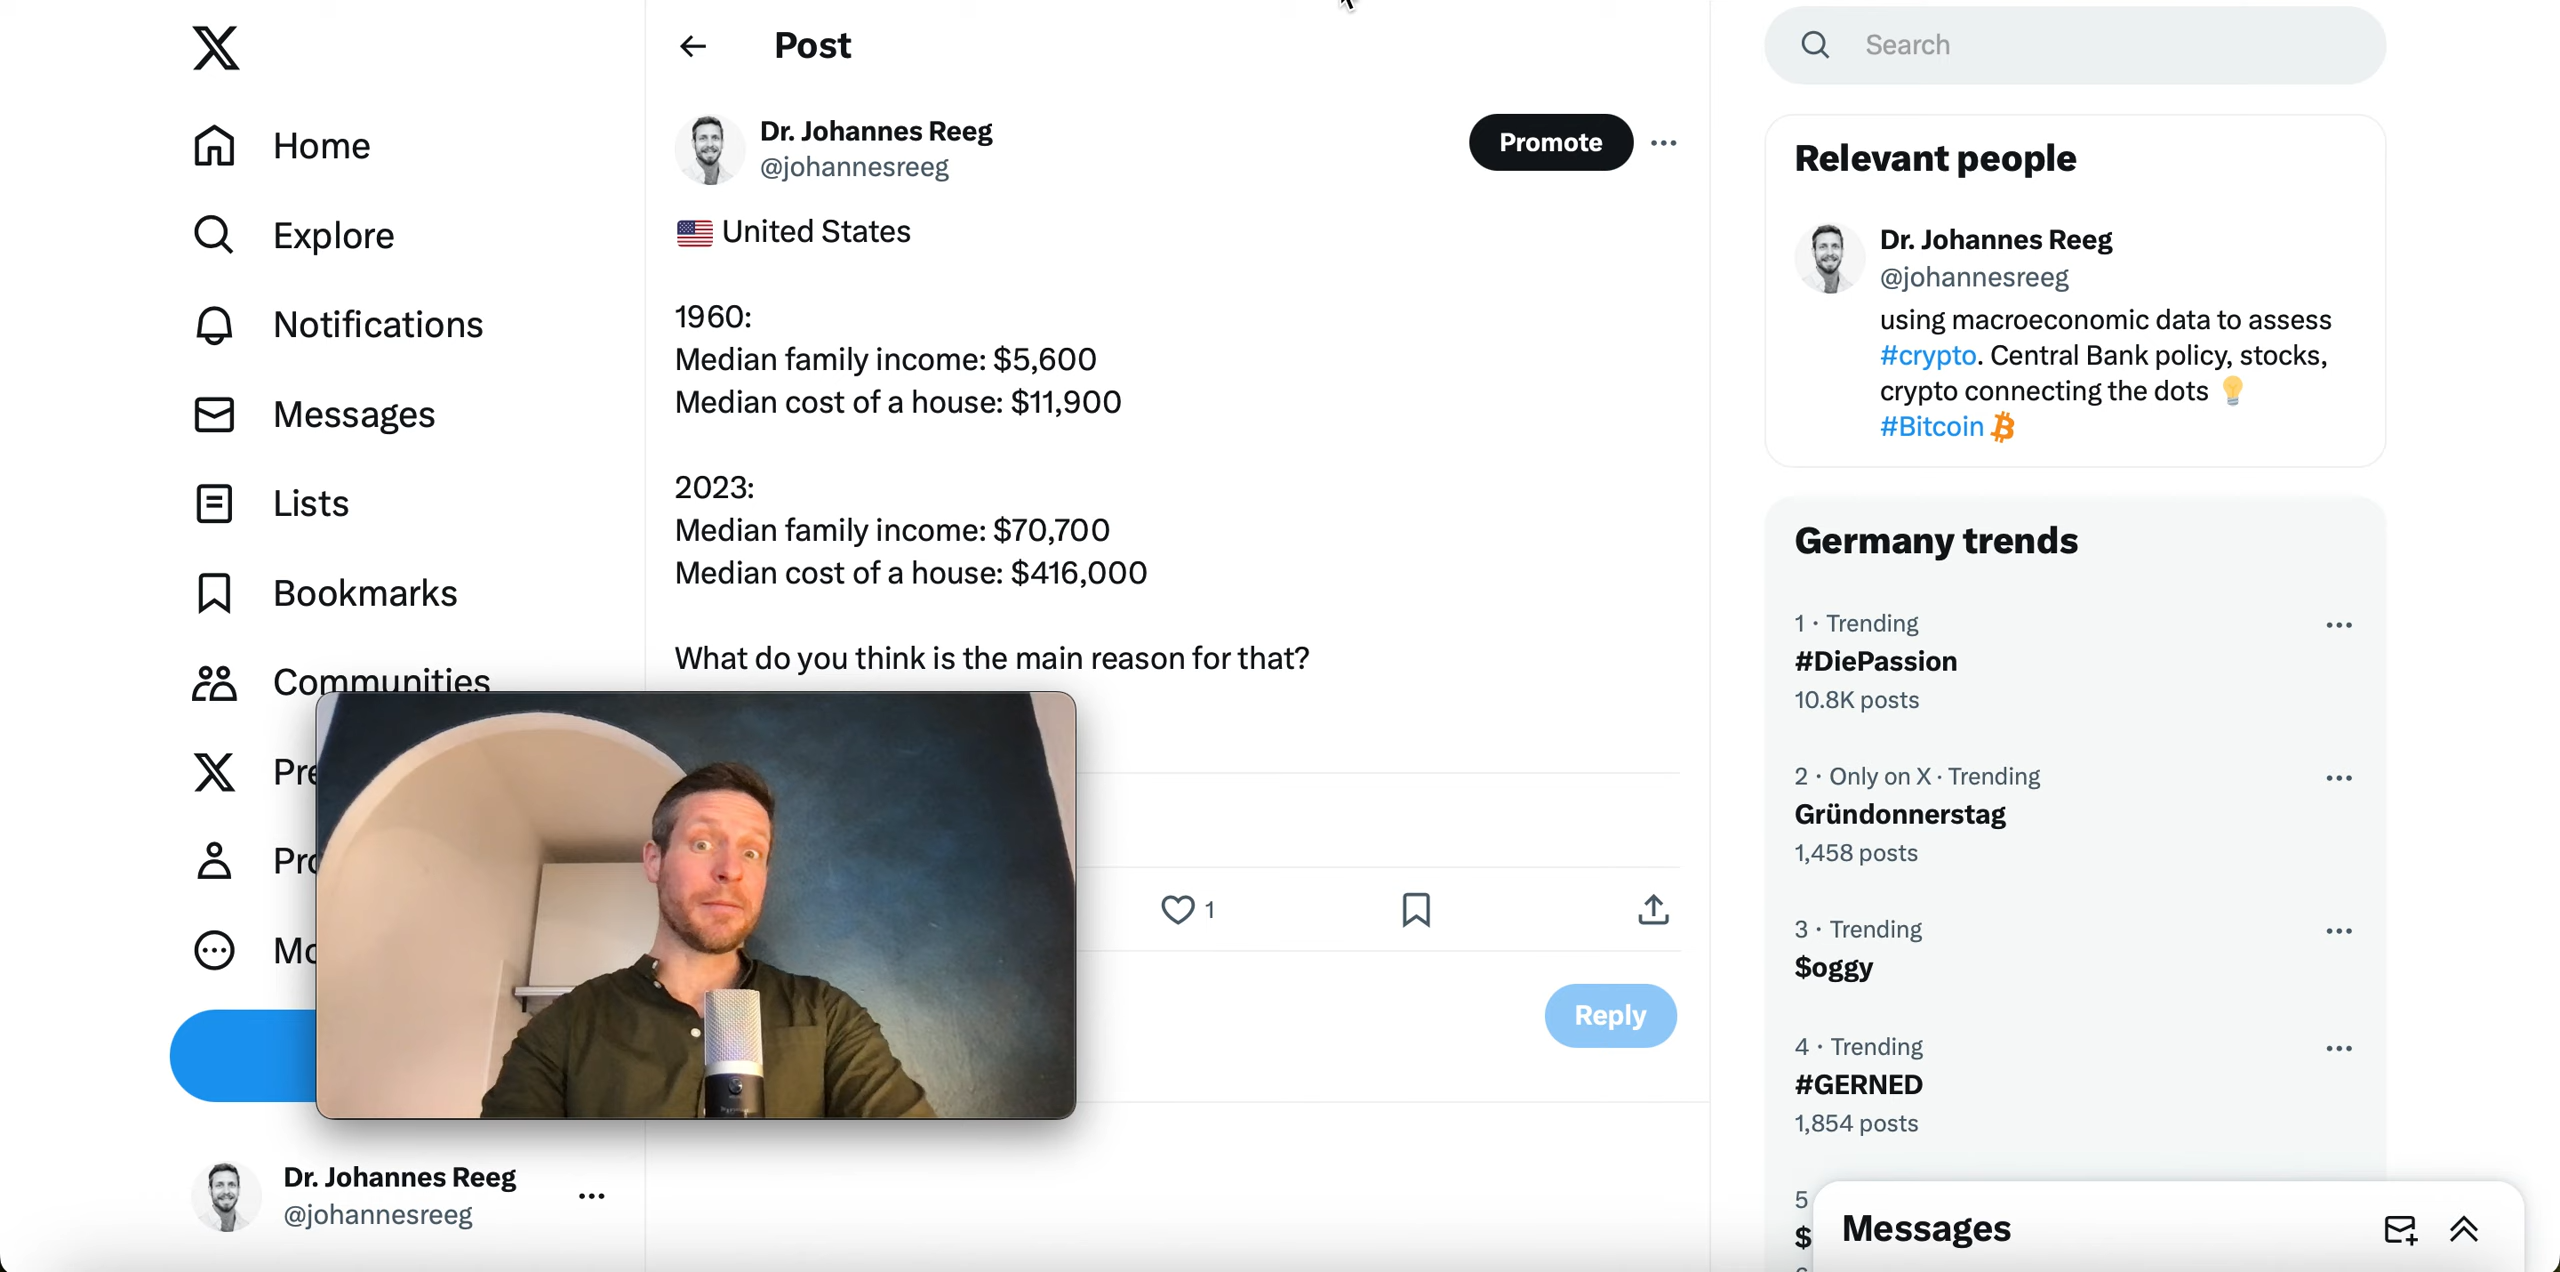 Home
Explore
Notifications
Messages
Lists
Bookmarks
Communities
Dr. Johannes Reeg
@johannesreeg
Post
Dr. Johannes Reeg
@johannesreeg
Promote
United States
1960:
Median family income: $5,600
Median cost of a house: $11,900
2023:
Median family income: $70,700
Median cost of a house: $416,000
What do you think is the main reason for that?
1
Reply
Search
Relevant people
Dr. Johannes Reeg
@johannesreeg
using macroeconomic data to assess
#crypto. Central Bank policy, stocks,
crypto connecting the dots
#Bitcoin
Germany trends
1 · Trending
#DiePassion
10.8K posts
2 · Only on X · Trending
Gründonnerstag
1,458 posts
3 · Trending
$oggy
4 · Trending
#GERNED
1,854 posts
5
$
Messages